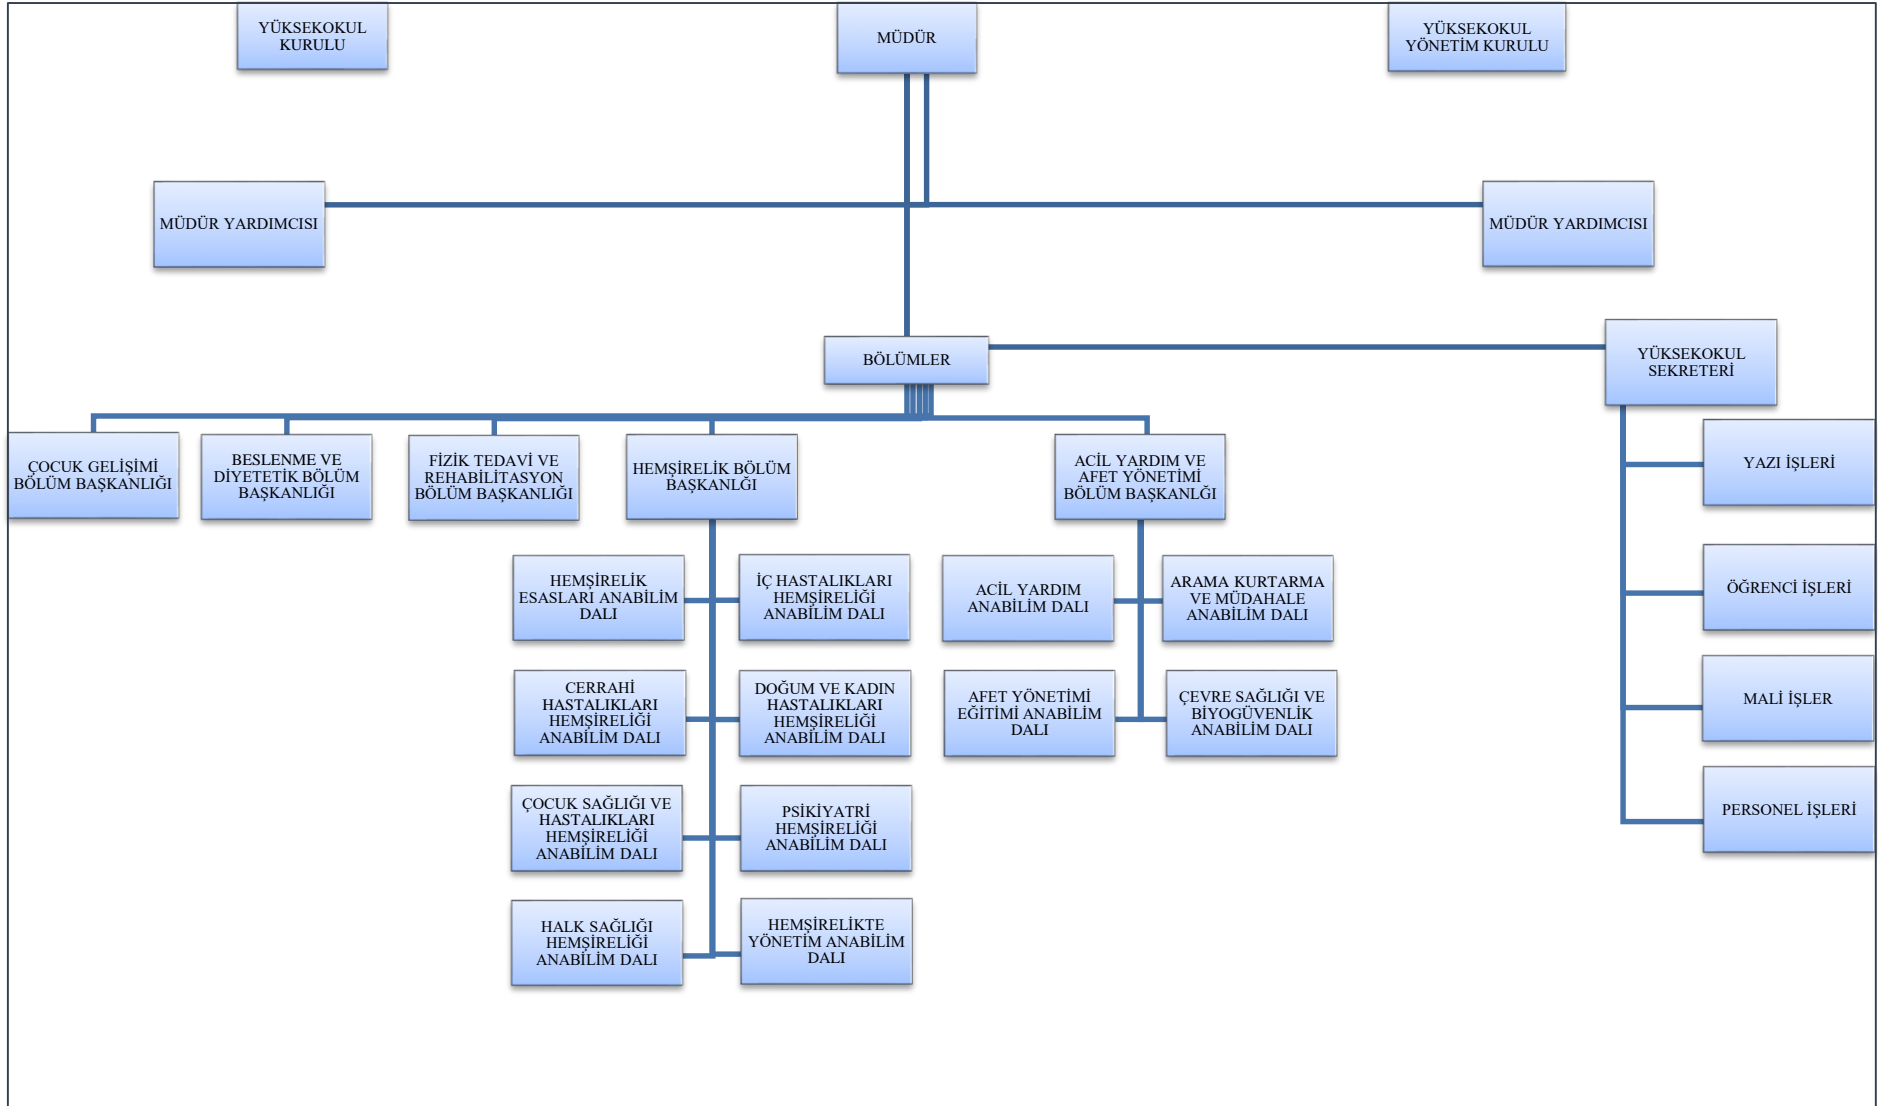 YÜKSEKOKUL
KURULU
MÜDÜR
YÜKSEKOKUL
YÖNETİM KURULU
MÜDÜR YARDIMCISI
MÜDÜR YARDIMCISI
BÖLÜMLER
YÜKSEKOKUL
SEKRETERİ
ÇOCUK GELİŞİMİ
BÖLÜM BAŞKANLIĞI
BESLENME VE
DİYETETİK BÖLÜM
BAŞKANLIĞI
FİZİK TEDAVİ VE
REHABİLİTASYON
BÖLÜM BAŞKANLIĞI
HEMŞİRELİK BÖLÜM
BAŞKANLĞI
ACİL YARDIM VE
AFET YÖNETİMİ
BÖLÜM BAŞKANLĞI
YAZI İŞLERİ
HEMŞİRELİK
ESASLARI ANABİLİM
DALI
İÇ HASTALIKLARI
HEMŞİRELİĞİ
ANABİLİM DALI
ACİL YARDIM
ANABİLİM DALI
ARAMA KURTARMA
VE MÜDAHALE
ANABİLİM DALI
ÖĞRENCİ İŞLERİ
CERRAHİ
HASTALIKLARI
HEMŞİRELİĞİ
ANABİLİM DALI
DOĞUM VE KADIN
HASTALIKLARI
HEMŞİRELİĞİ
ANABİLİM DALI
AFET YÖNETİMİ
EĞİTİMİ ANABİLİM
DALI
ÇEVRE SAĞLIĞI VE
BİYOGÜVENLİK
ANABİLİM DALI
MALİ İŞLER
ÇOCUK SAĞLIĞI VE
HASTALIKLARI
HEMŞİRELİĞİ
ANABİLİM DALI
PSİKİYATRİ
HEMŞİRELİĞİ
ANABİLİM DALI
PERSONEL İŞLERİ
HALK SAĞLIĞI
HEMŞİRELİĞİ
ANABİLİM DALI
HEMŞİRELİKTE
YÖNETİM ANABİLİM
DALI